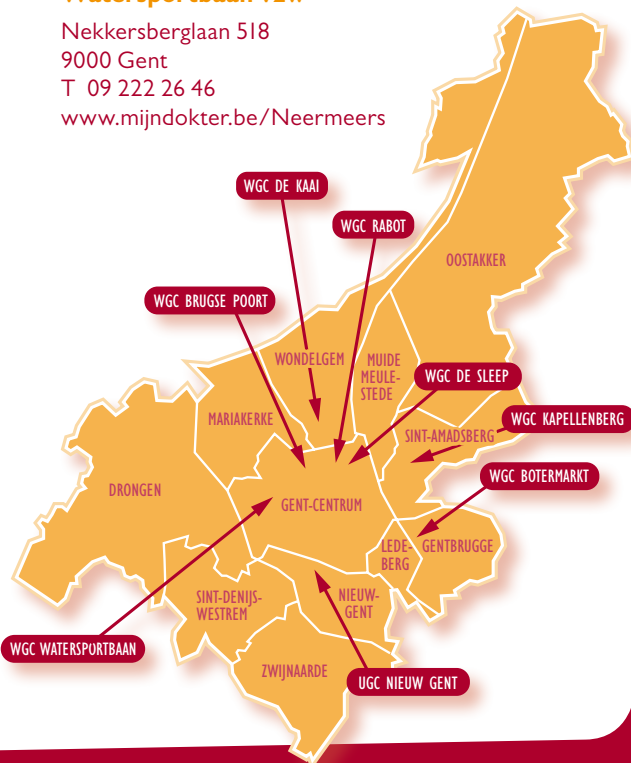 Nekkersberglaan 518
9000 Gent
T 09 222 26 46
www.mijndokter.be/Neermeers
WGC DE KAAI
WGC RABOT
OOSTAKKER
WGC BRUGSE POORT
WONDELGEM
MUIDE
MEULE-
STEDE
WGC DE SLEEP
MARIAKERKE
WGC KAPELLENBERG
SINT-AMADSBERG
WGC BOTERMARKT
DRONGEN
GENT-CENTRUM
LEDE-
BERG
GENTBRUGGE
SINT-DENIJS-
WESTREM
NIEUW-
GENT
WGC WATERSPORTBAAN
ZWIJNAARDE
UGC NIEUW GENT